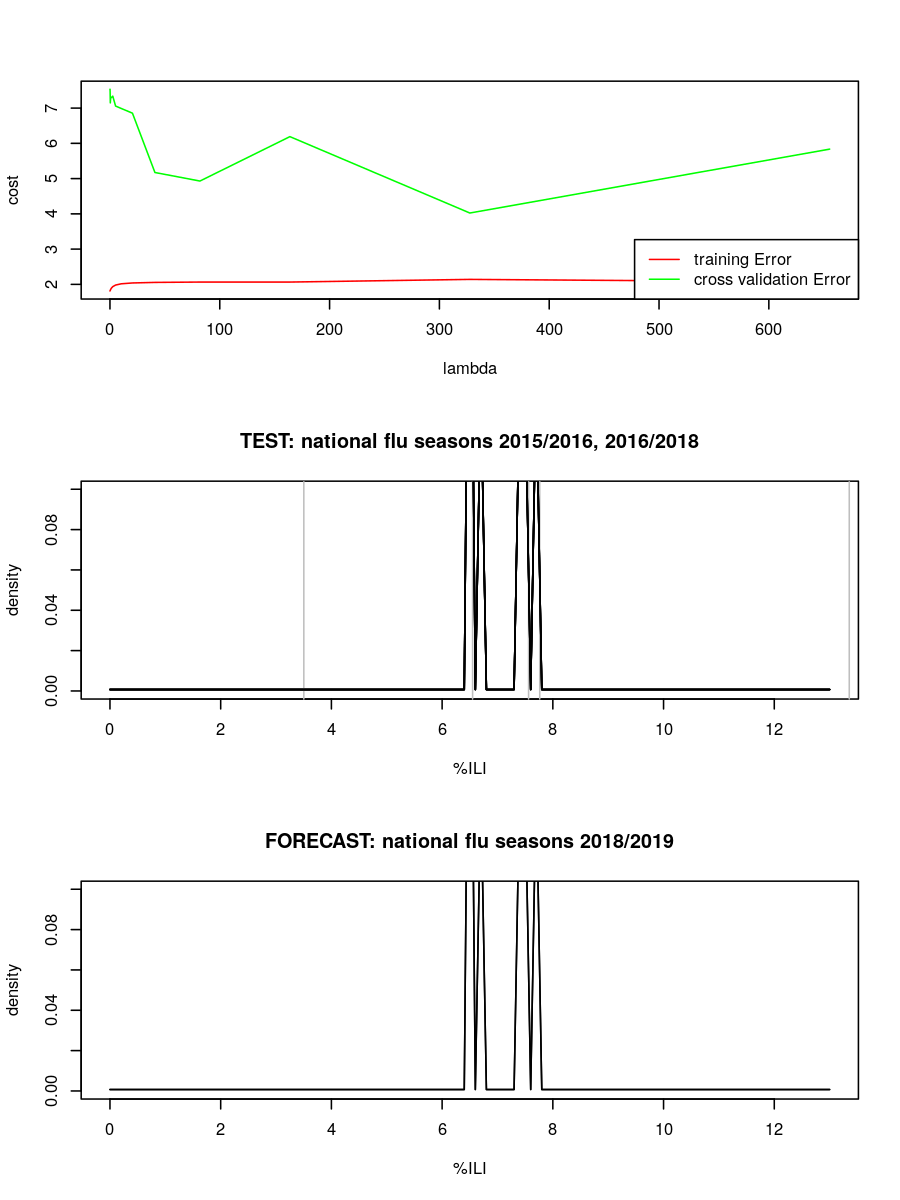 7
6
5
4
3
2
cost
training Error
cross validation Error
0 100 200 300 400 500 600
lambda
TEST: national flu seasons 2015/2016, 2016/2018
0.08
0.04
0.00
density
0 2 4 6 8 10 12
%ILI
FORECAST: national flu seasons 2018/2019
0.08
0.04
0.00
density
0 2 4 6 8 10 12
%ILI